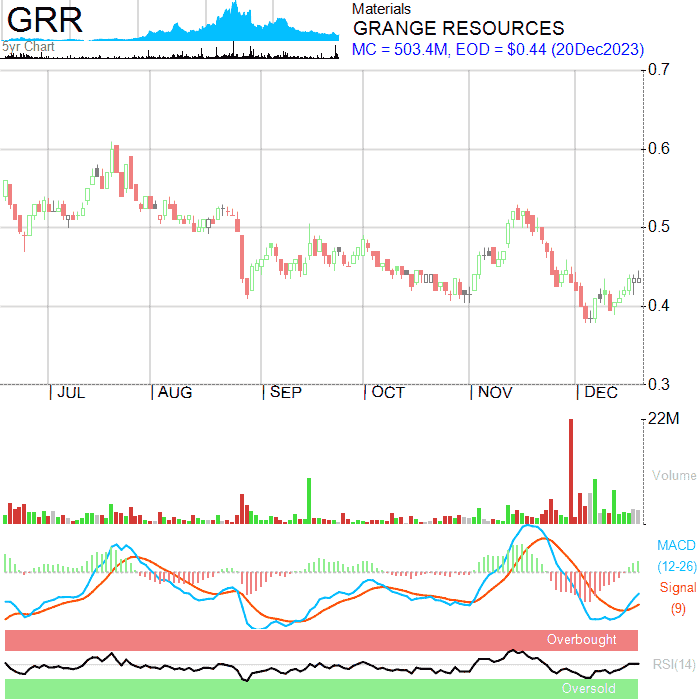 GRR
5yr Chart
Materials
GRANGE RESOURCES
MC = 503.4M, EOD = $0.44 (20Dec2023)
0.7
0.6
0.5
0.4
0.3
JUL AUG SEP OCT NOV DEC
22M
Volume
MACD
(12-26)
Signal
(9)
Overbought
RSI(14)
Oversold